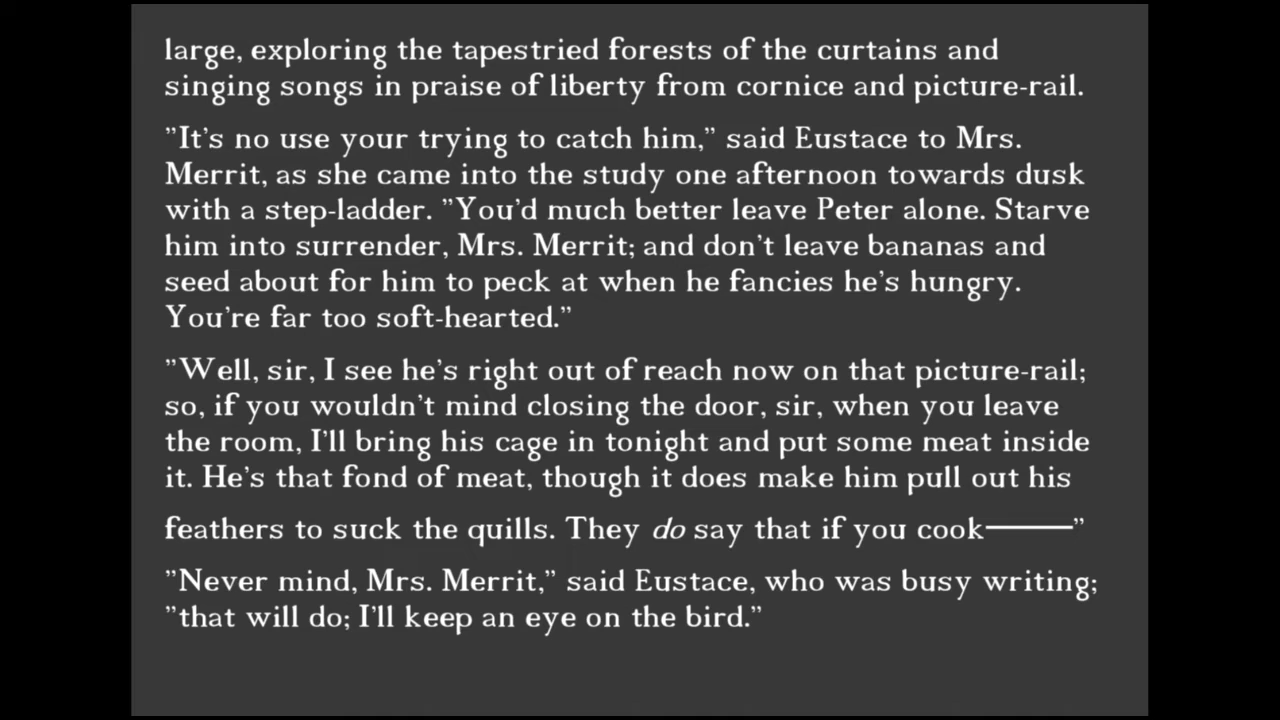 large, exploring the tapestried forests of the curtains and
singing songs in praise of liberty from cornice and picture-rail.
”It’s no use your trying to catch him,” said Eustace to Mrs.
Merrit, as she came into the study one afternoon towards dusk
with a step-ladder. ”You’d much better leave Peter alone. Starve
him into surrender, Mrs. Merrit; and don’t leave bananas and
seed about for him to peck at when he fancies he’s hungry.
You’re far too soft-hearted.”
”Well, sir, I see he’s right out of reach now on that picture-rail;
so, if you wouldn’t mind closing the door, sir, when you leave
the room, I’ll bring his cage in tonight and put some meat inside
it. He’s that fond of meat, though it does make him pull out his
feathers to suck the quills. They do say that if you cook———”
”Never mind, Mrs. Merrit,” said Eustace, who was busy writing;
”that will do; I’ll keep an eye on the bird.”